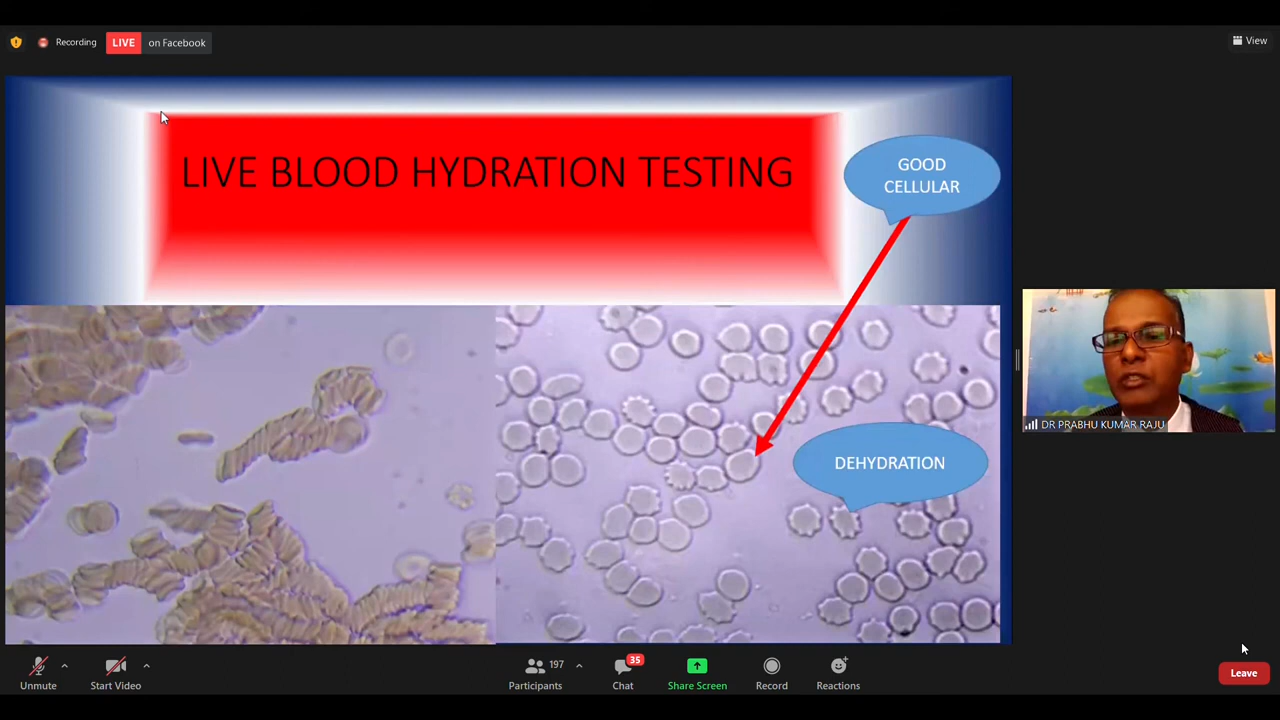 Recording
LIVE on Facebook
View
LIVE BLOOD HYDRATION TESTING
GOOD
CELLULAR
DEHYDRATION
DR PRABHU KUMAR RAJU
Unmute
Start Video
197
Participants
35
Chat
Share Screen
Record
Reactions
Leave